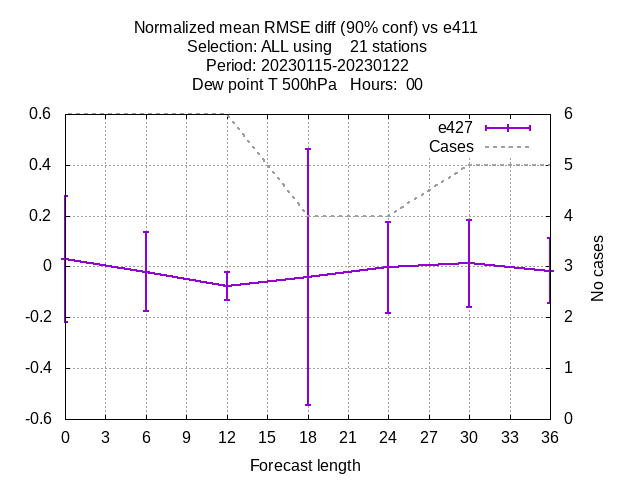 Normalized mean RMSE diff (90% conf) vs e411
Selection: ALL using    21 stations
Period: 20230115-20230122
Dew point T 500hPa   Hours:  00
0.6
0.4
0.2
0
-0.2
-0.4
-0.6
6
5
4
3
2
1
0
e427
Cases
No cases
0 3 6 9 12 15 18 21 24 27 30 33 36
Forecast length